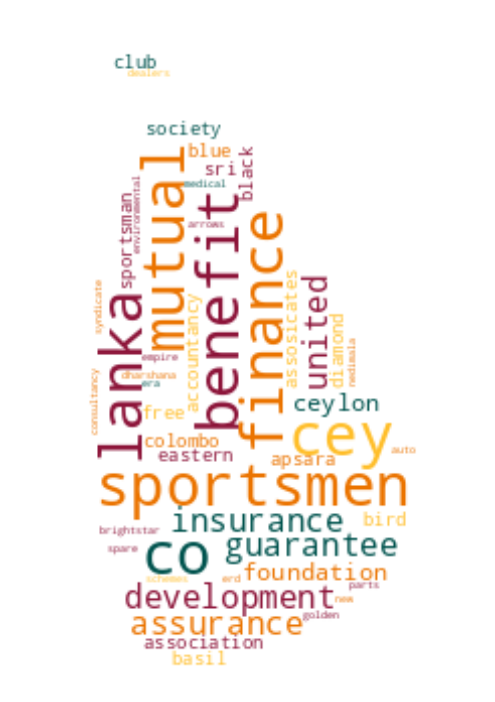 club
dealers
society
blue
mutual
sri
black
medical
environmental
sportsman
benefit
arrows
finance
assosicates
united
syndicate
lanka
accountancy
diamond
nedimala
empire
dharshana
era
consultancy
free
ceylon
cey
colombo
eastern
apsara
auto
sportsmen
insurance
bird
brightstar
guarantee
co
spare
schemes
erd
foundation
parts
development
new
golden
assurance
association
basil